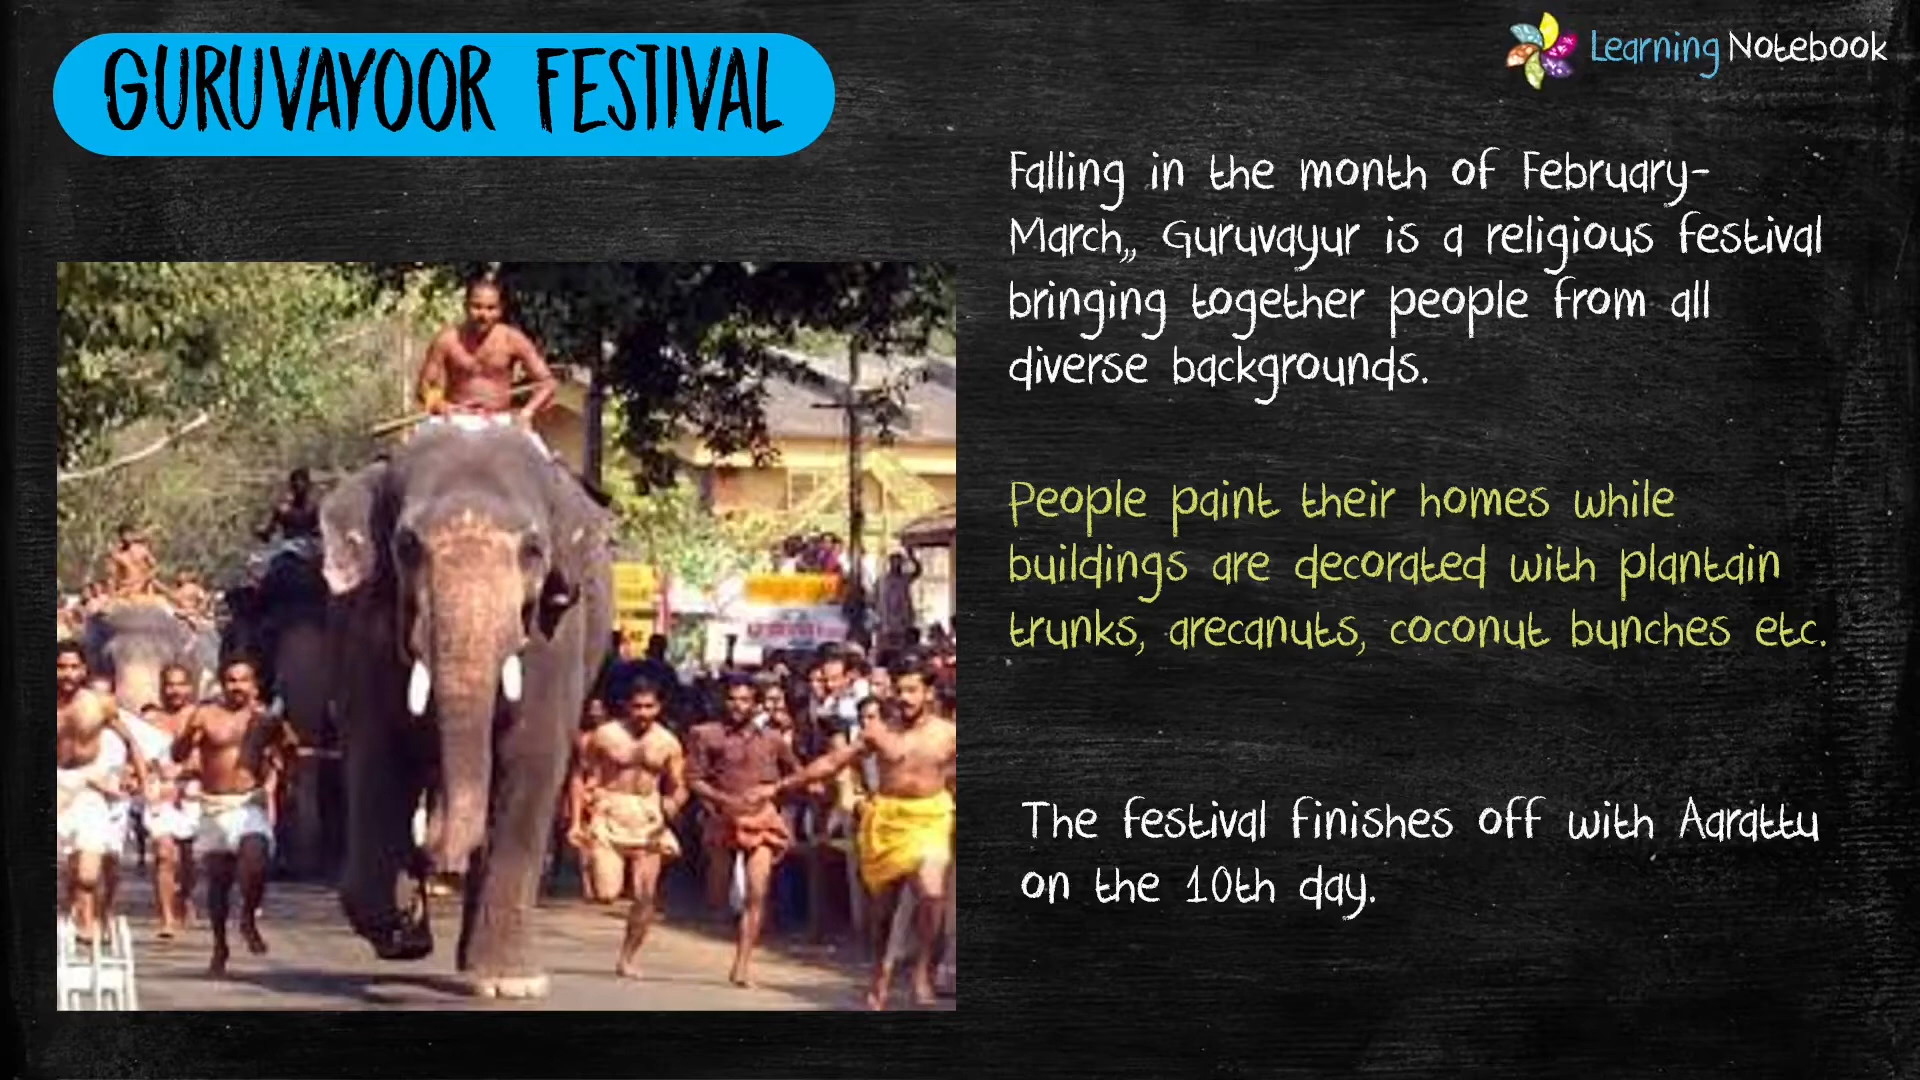 GURUVAYOOR FESTIVAL
Learning Notebook
Falling in the month of February-
March,, Guruvayur is a religious festival
bringing together people from all
diverse backgrounds.
People paint their homes while
buildings are decorated with plantain
trunks, arecanuts, coconut bunches etc.
The festival finishes off with Aarattu
on the 10th day.